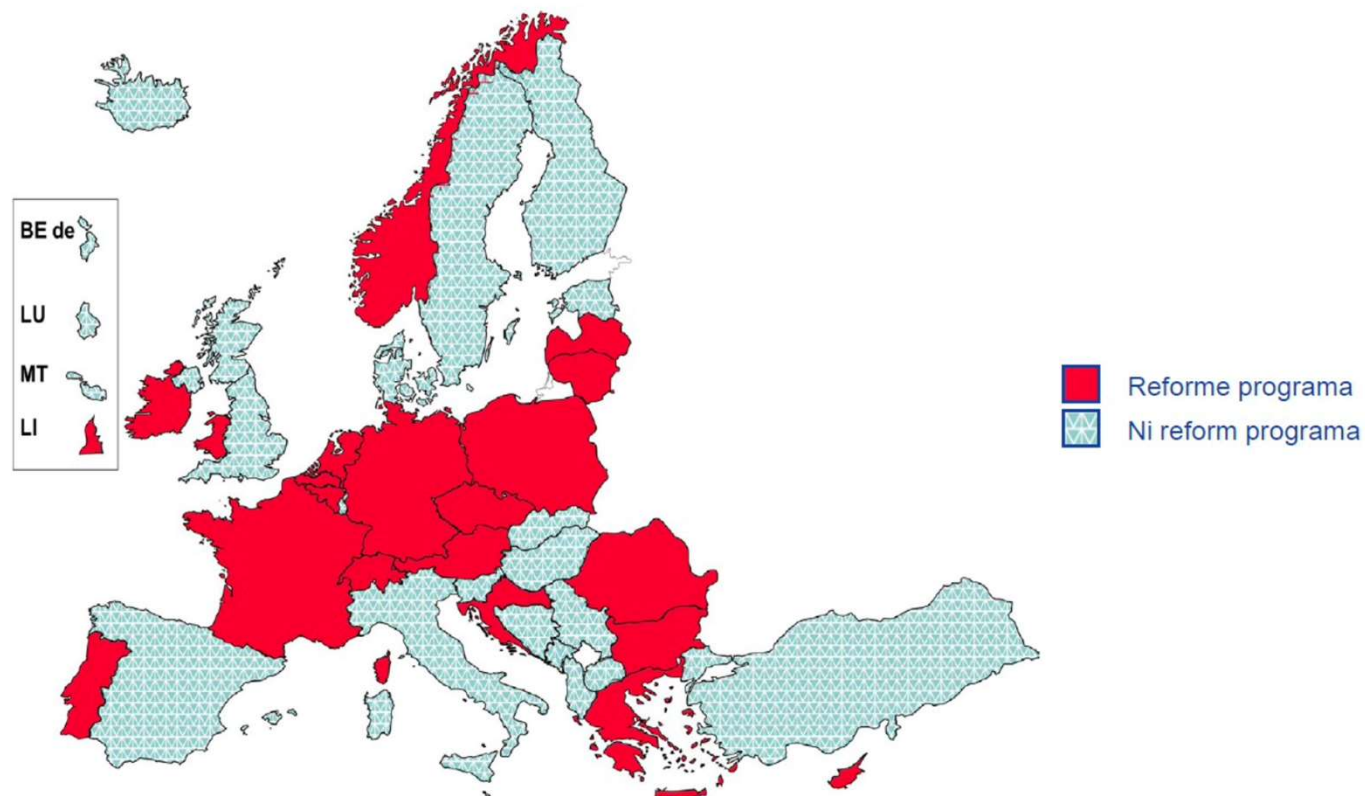 BE de
LU
MT
LI
Reforme programa
Ni reform programa